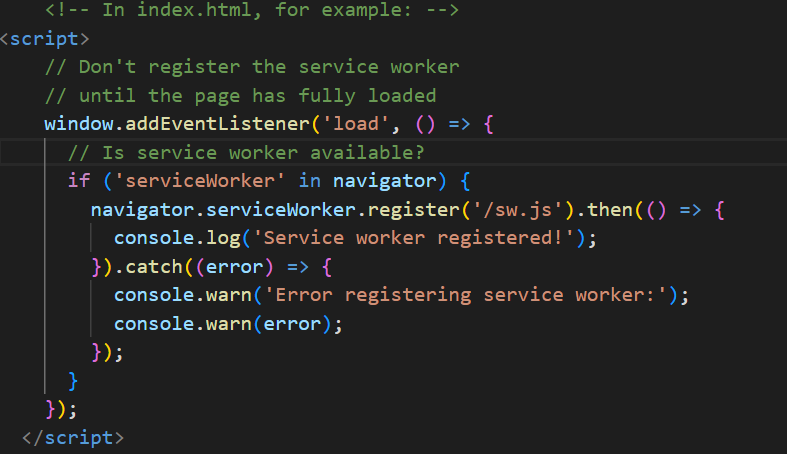 <!-- In index.html, for example: -->
<script>
// Don't register the service worker
// until the page has fully loaded
window.addEventListener('load', () => {
// Is service worker available?
if ('serviceWorker' in navigator) {
navigator.serviceWorker.register('/sw.js').then(() => {
console.log('Service worker registered!');
}).catch((error) => {
console.warn('Error registering service worker:');
console.warn(error);
});
}
});
</script>